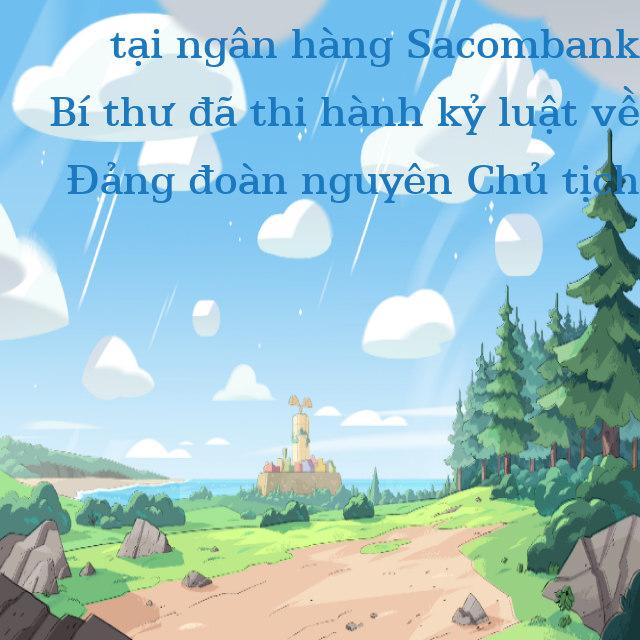 tại ngân hàng Sacombank
Bí thư đã thi hành kỷ luật về
Đảng đoàn nguyên Chủ tịch